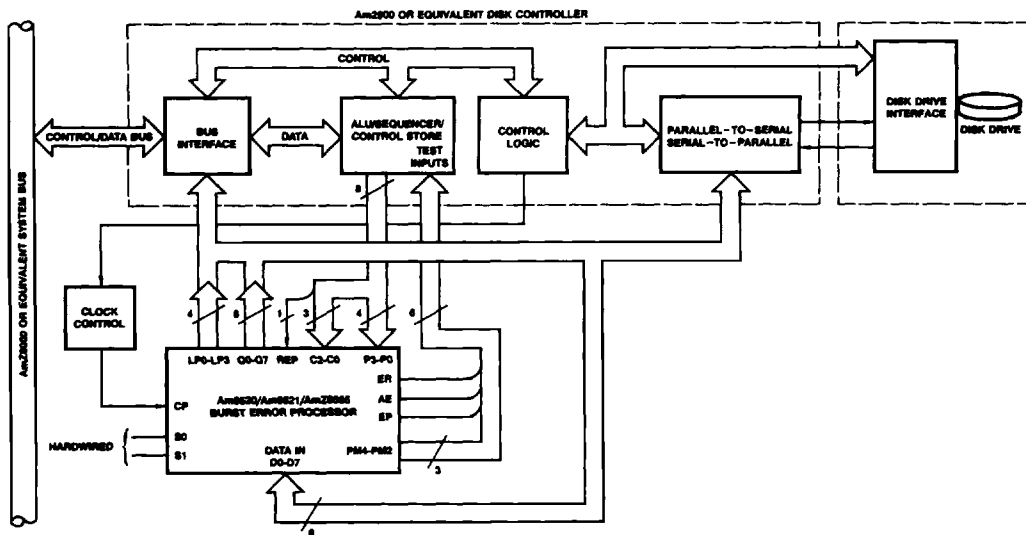 Am2900 OR EQUIVALENT DISK CONTROLLER
AmZ8000 OR EQUIVALENT SYSTEM BUS
CONTROL/DATA BUS
CONTROL
BUS
INTERFACE
DATA
ALU/SEQUENCER/
CONTROL STORE
TEST
INPUTS
CONTROL
LOGIC
PARALLEL-TO-SERIAL
SERIAL-TO-PARALLEL
DISK DRIVE
INTERFACE
DISK DRIVE
8
CLOCK
CONTROL
4
8
1
3
4
6
LP0-LP3
Q0-Q7
REP
C2-C0
P3-P0
Am9520/Am9521/AmZ8065
BURST ERROR PROCESSOR
ER
AE
EP
PM4-PM2
3
CP
HARDWIRED
S0
S1
DATA IN
D0-D7
8